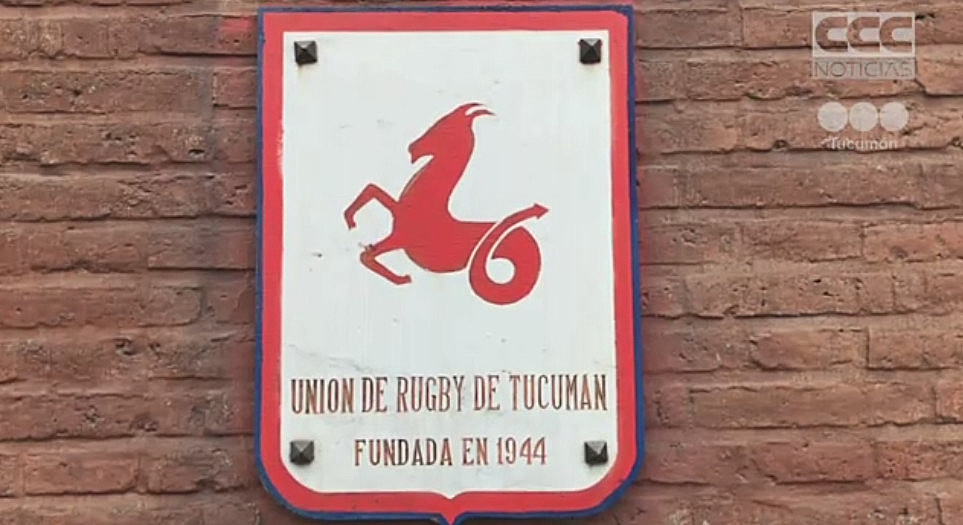 CCC
NOTICIAS
Tucumán
UNION DE RUGBY DE TUCUMAN
FUNDADA EN 1944